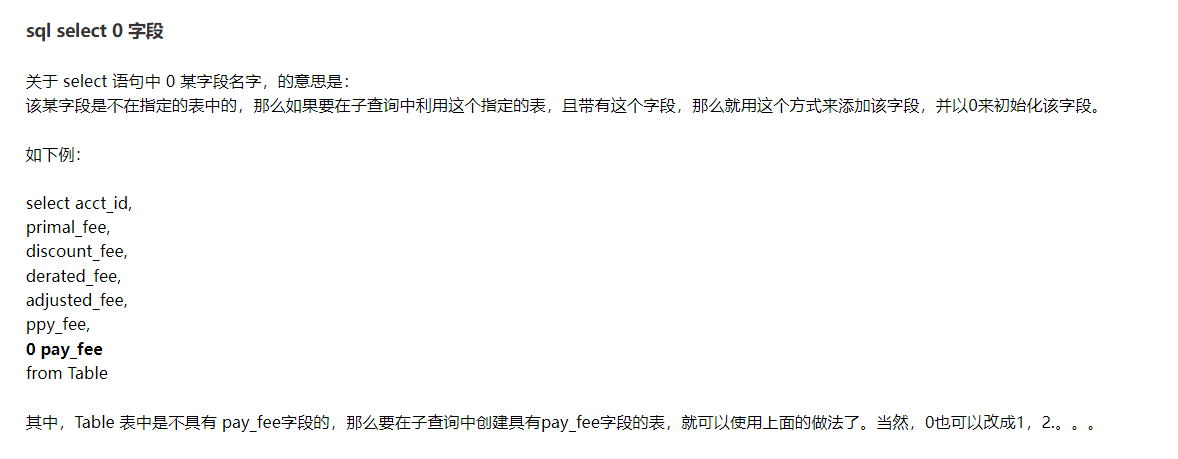 sql select 0 字段
关于 select 语句中 0 某字段名字，的意思是：
该某字段是不在指定的表中的，那么如果要在子查询中利用这个指定的表，且带有这个字段，那么就用这个方式来添加该字段，并以0来初始化该字段。
如下例：
select acct_id,
primal_fee,
discount_fee,
derated_fee,
adjusted_fee,
ppy_fee,
0 pay_fee
from Table
其中，Table 表中是不具有 pay_fee字段的，那么要在子查询中创建具有pay_fee字段的表，就可以使用上面的做法了。当然，0也可以改成1，2.。。。